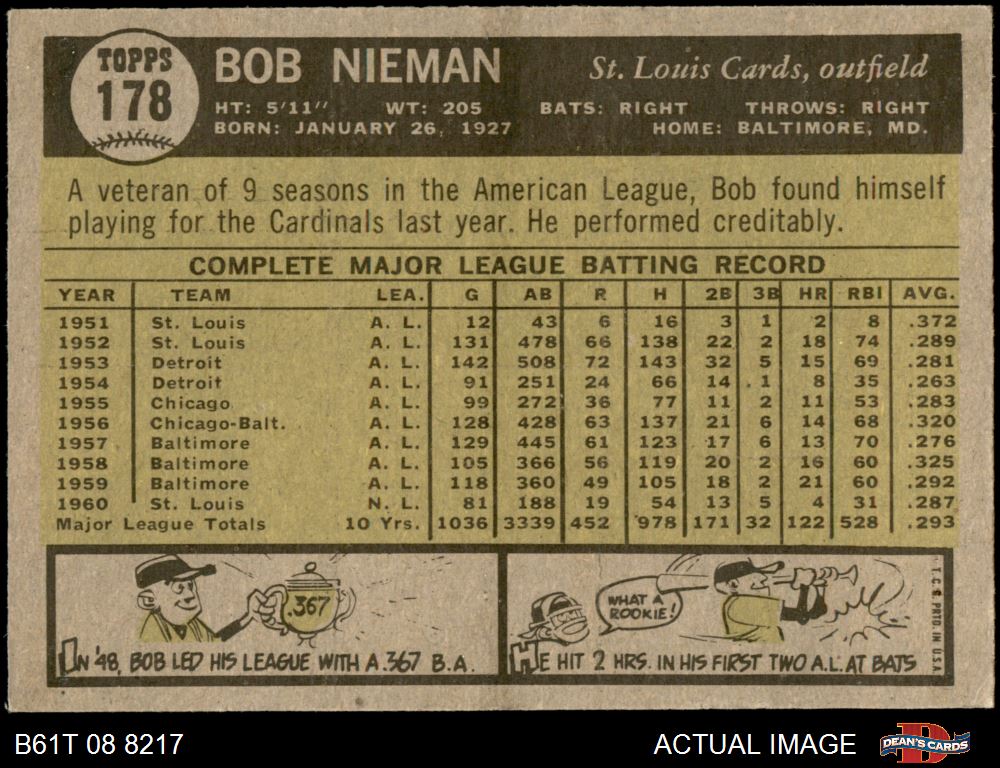 TOPPS
178
BOB NIEMAN St. Louis Cards, outfield
HT: 5'11" WT: 205 BATS: RIGHT THROWS: RIGHT
BORN: JANUARY 26, 1927 HOME: BALTIMORE, MD.
A veteran of 9 seasons in the American League, Bob found himself
playing for the Cardinals last year. He performed creditably.
COMPLETE MAJOR LEAGUE BATTING RECORD
YEAR TEAM LEA. G AB R H 2B 3B HR RBI AVG.
1951 St. Louis A. L. 12 43 6 16 3 1 2 8 .372
1952 St. Louis A. L. 131 478 66 138 22 2 18 74 .289
1953 Detroit A. L. 142 508 72 143 32 5 15 69 .281
1954 Detroit A. L. 91 251 24 66 14 1 8 35 .263
1955 Chicago A. L. 99 272 36 77 11 2 11 53 .283
1956 Chicago-Balt. A. L. 128 428 63 137 21 6 14 68 .320
1957 Baltimore A. L. 129 445 61 123 17 6 13 70 .276
1958 Baltimore A. L. 105 366 56 119 20 2 16 60 .325
1959 Baltimore A. L. 118 360 49 105 18 2 21 60 .292
1960 St. Louis N. L. 81 188 19 54 13 5 4 31 .287
Major League Totals 10 Yrs. 1036 3339 452 978 171 32 122 528 .293
.367
IN '48, BOB LED HIS LEAGUE WITH A .367 B.A.
WHAT A
ROOKIE!
HE HIT 2 HRS. IN HIS FIRST TWO A.L. AT BATS
T. C. G. PRTD. IN U.S.A.
B61T 08 8217 ACTUAL IMAGE
DEAN'S CARDS